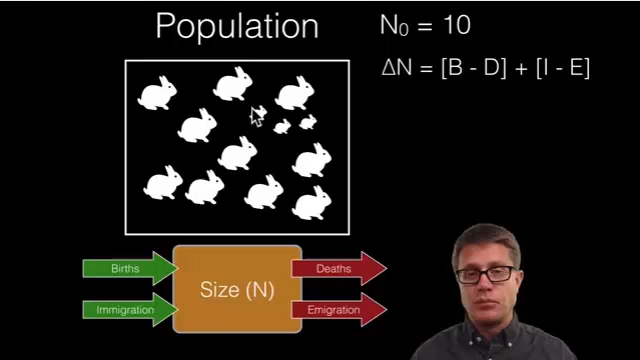 Population
N₀ = 10
ΔN = [B - D] + [I - E]
Births
Deaths
Size (N)
Immigration
Emigration